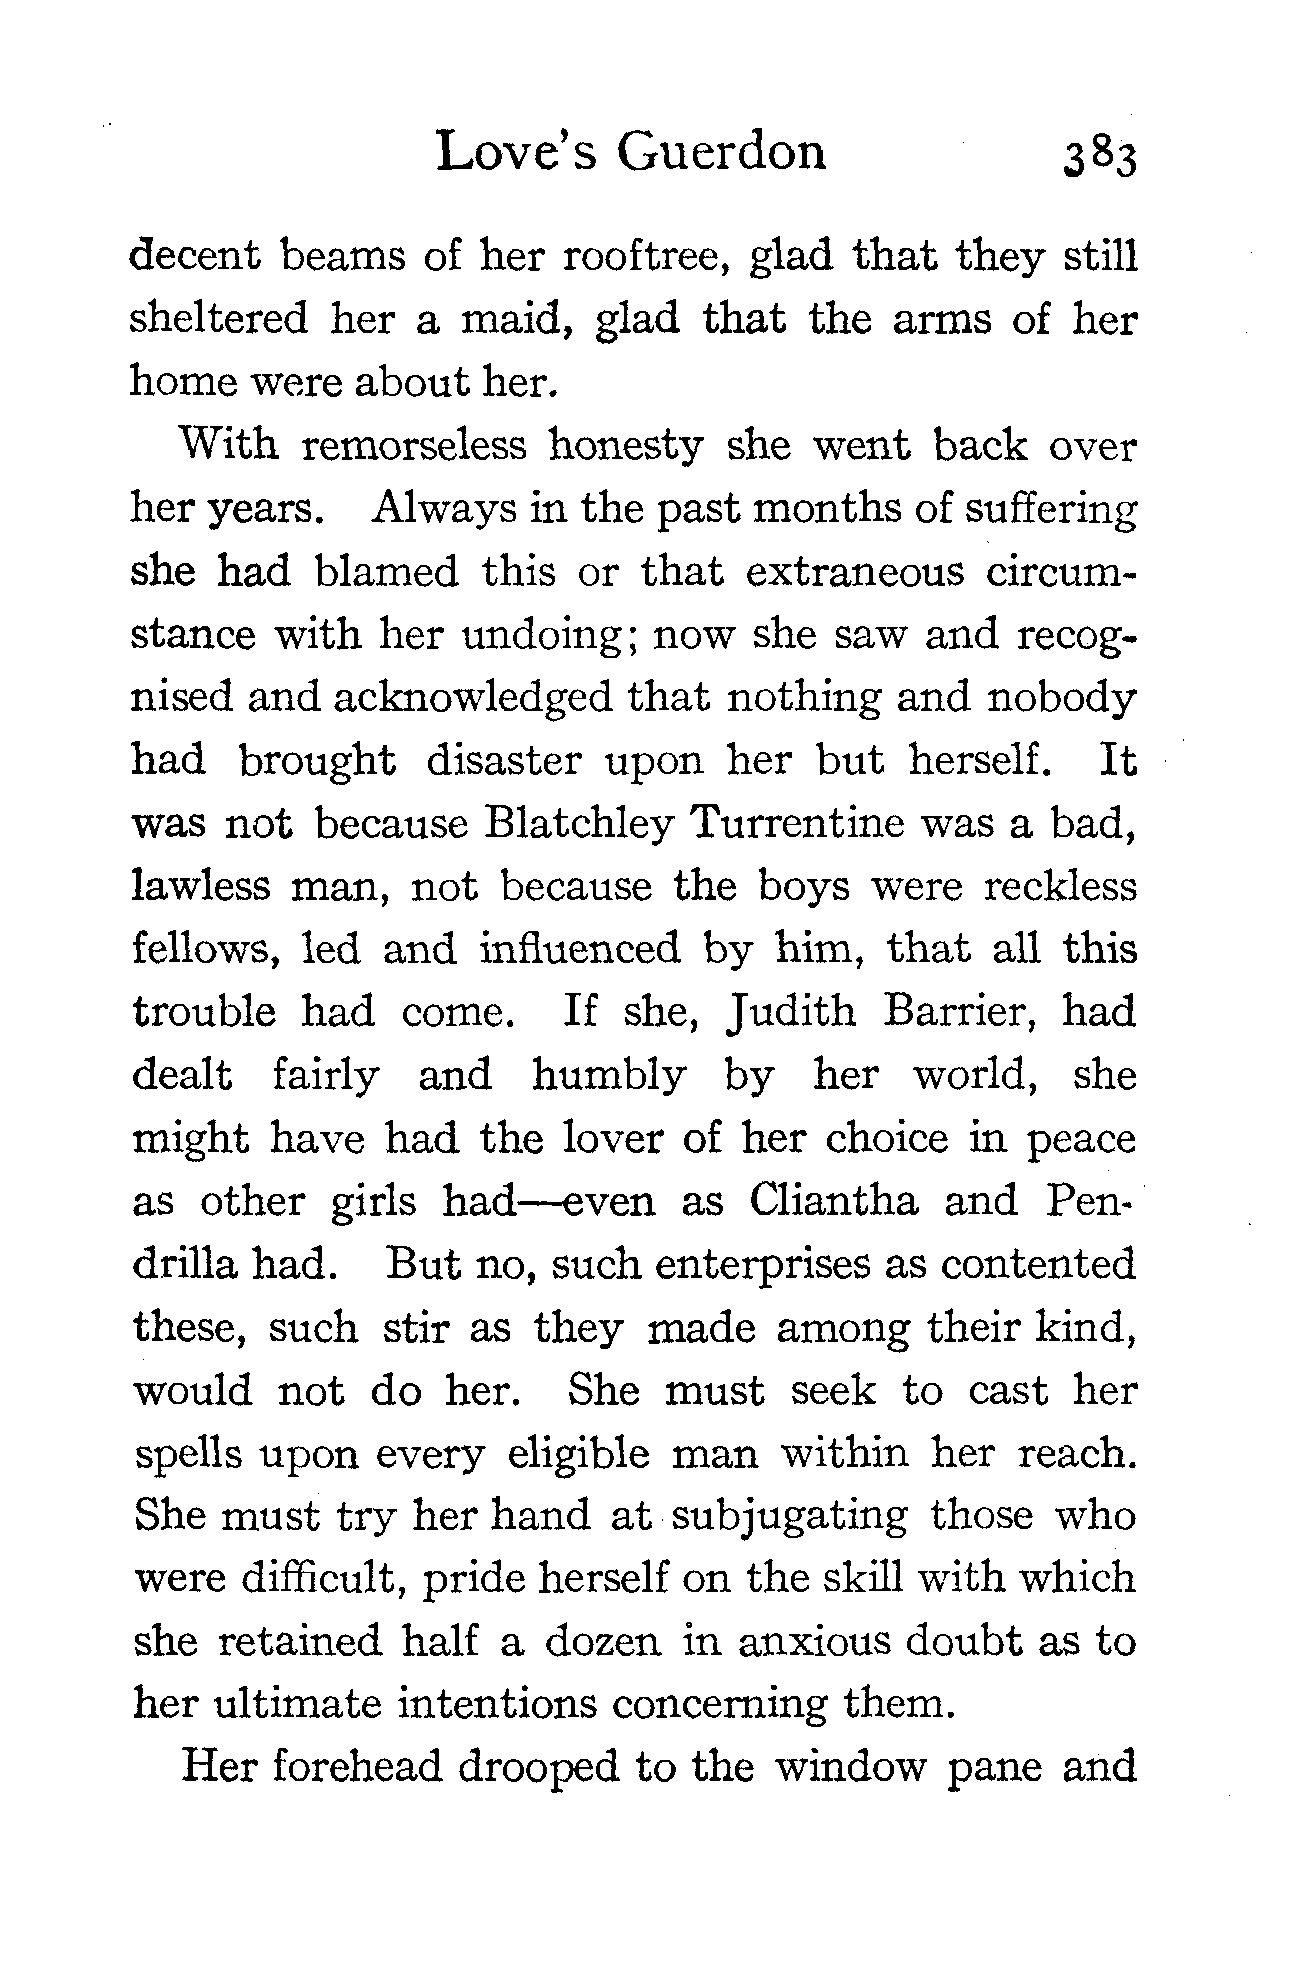 Love's Guerdon 383
decent beams of her rooftree, glad that they still
sheltered her a maid, glad that the arms of her
home were about her.
With remorseless honesty she went back over
her years. Always in the past months of suffering
she had blamed this or that extraneous circum-
stance with her undoing; now she saw and recog-
nised and acknowledged that nothing and nobody
had brought disaster upon her but herself. It
was not because Blatchley Turrentine was a bad,
lawless man, not because the boys were reckless
fellows, led and influenced by him, that all this
trouble had come. If she, Judith Barrier, had
dealt fairly and humbly by her world, she
might have had the lover of her choice in peace
as other girls had—even as Cliantha and Pen-
drilla had. But no, such enterprises as contented
these, such stir as they made among their kind,
would not do her. She must seek to cast her
spells upon every eligible man within her reach.
She must try her hand at subjugating those who
were difficult, pride herself on the skill with which
she retained half a dozen in anxious doubt as to
her ultimate intentions concerning them.
Her forehead drooped to the window pane and